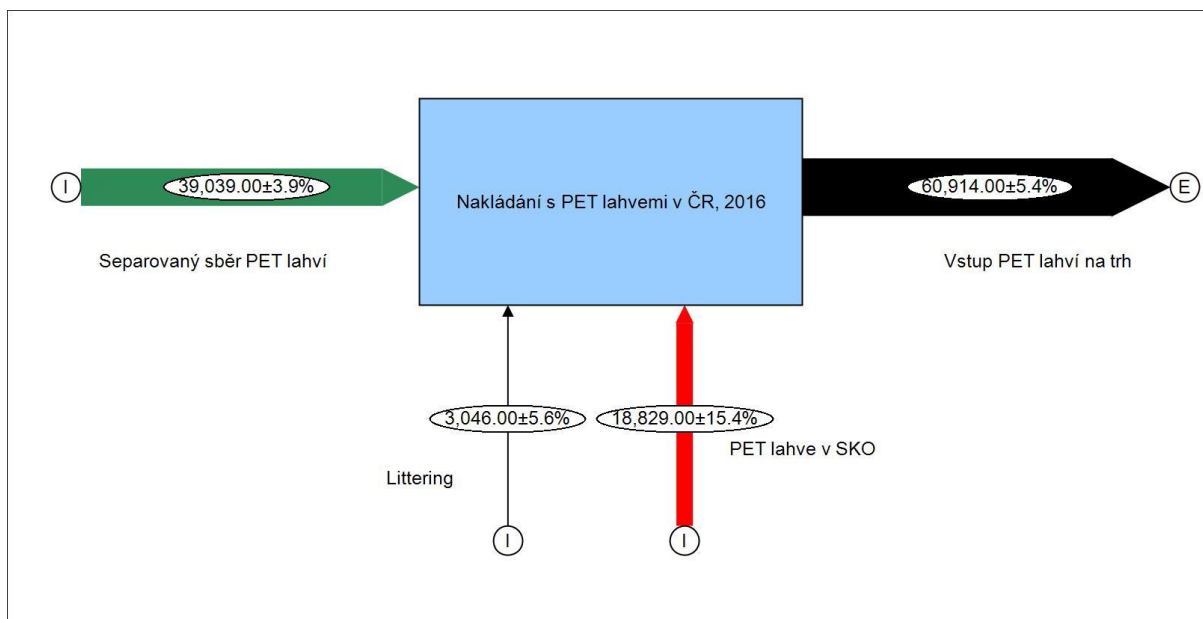 I
39,039.00±3.9%
Nakládání s PET lahvemi v ČR, 2016
60,914.00±5.4%
E
Separovaný sběr PET lahví
Vstup PET lahví na trh
3,046.00±5.6%
18,829.00±15.4%
PET lahve v SKO
Littering
I
I